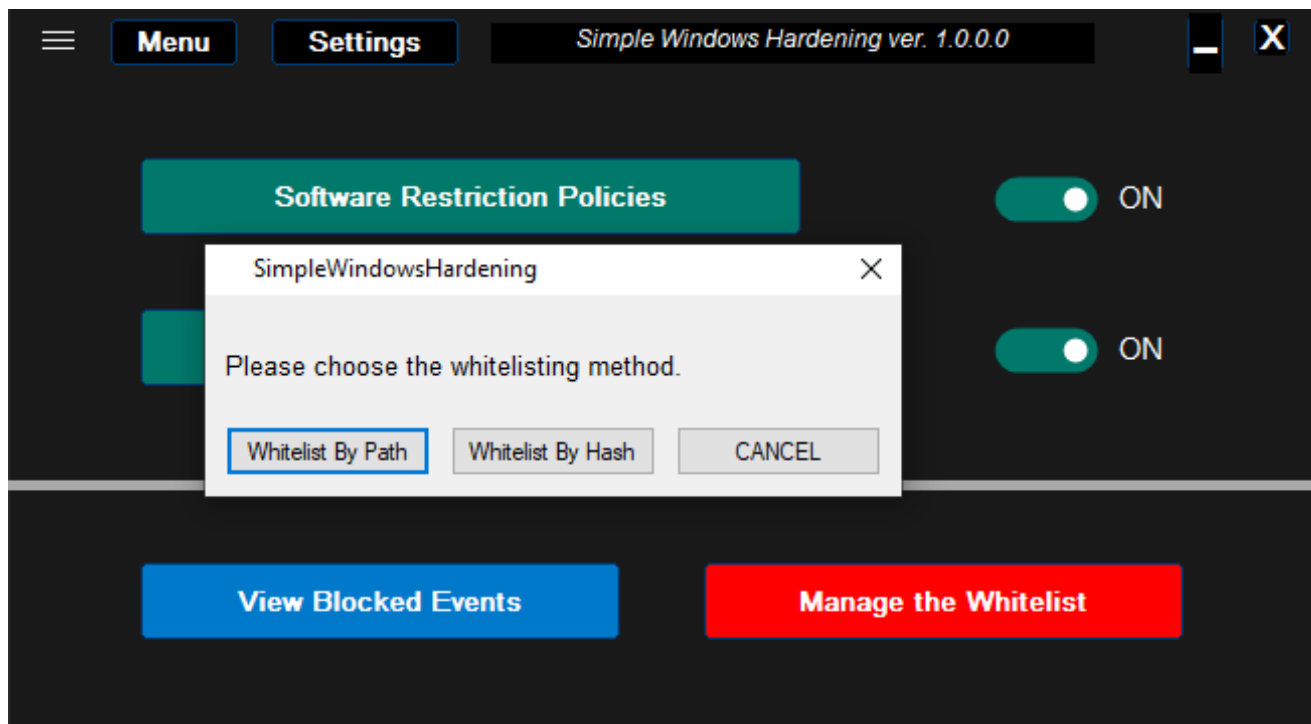 Menu
Settings
Simple Windows Hardening ver. 1.0.0.0
_
X
Software Restriction Policies
ON
SimpleWindowsHardening
Please choose the whitelisting method.
ON
Whitelist By Path
Whitelist By Hash
CANCEL
View Blocked Events
Manage the Whitelist